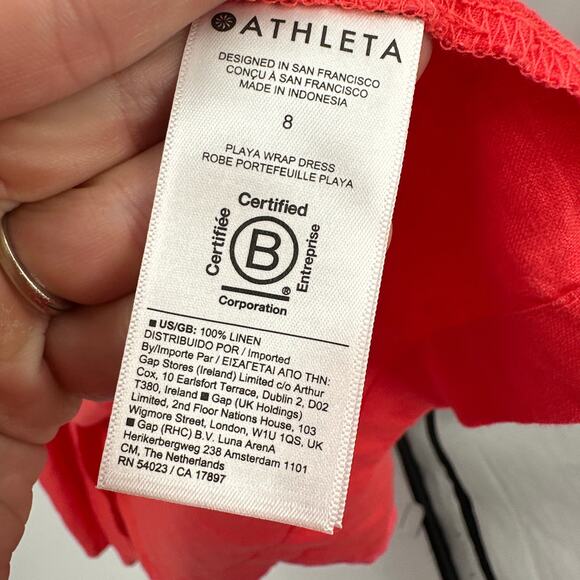 ATHLETA
DESIGNED IN SAN FRANCISCO
CONÇU À SAN FRANCISCO
MADE IN INDONESIA
8
PLAYA WRAP DRESS
ROBE PORTEFEUILLE PLAYA
Certified
Certifiée
B
®
Entreprise
Corporation
■ US/GB: 100% LINEN
DISTRIBUIDO POR / Imported
By/Importe Par / ΕΙΣΑΓΕΤΑΙ ΑΠΟ ΤΗΝ:
Gap Stores (Ireland) Limited c/o Arthur
Cox, 10 Earlsfort Terrace, Dublin 2, D02
T380, Ireland ■ Gap (UK Holdings)
Limited, 2nd Floor Nations House, 103
Wigmore Street, London, W1U 1QS, UK
■ Gap (RHC) B.V. Luna ArenA
Herikerbergweg 238 Amsterdam 1101
CM, The Netherlands
RN 54023 / CA 17897